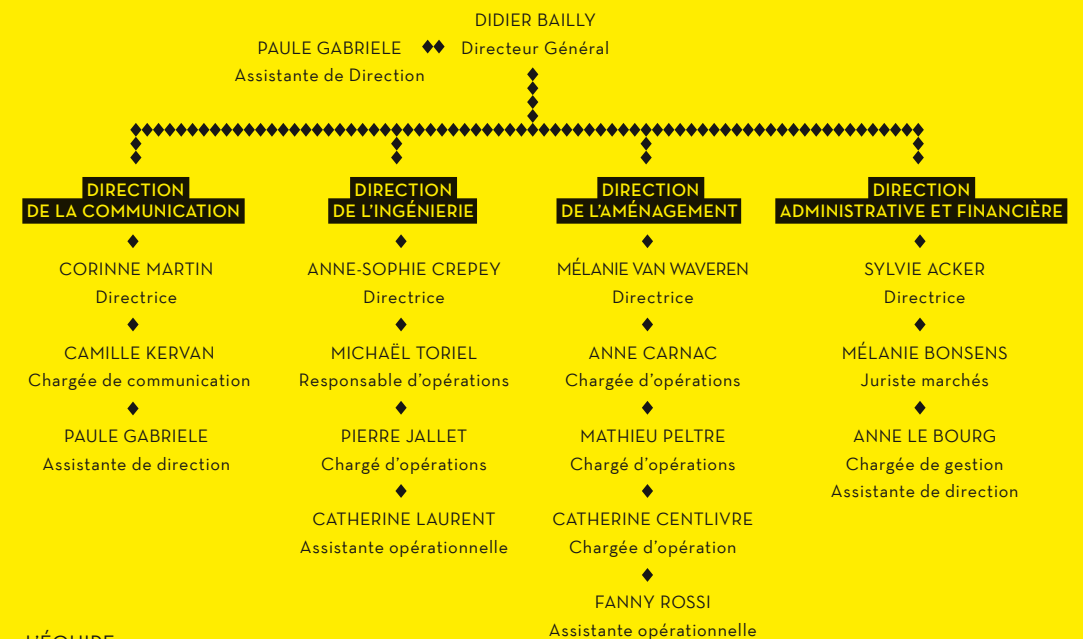 DIDIER BAILLY
Directeur Général
PAULE GABRIELE
Assistante de Direction
DIRECTION
DE LA COMMUNICATION
CORINNE MARTIN
Directrice
CAMILLE KERVAN
Chargée de communication
PAULE GABRIELE
Assistante de direction
DIRECTION
DE L'INGÉNIERIE
ANNE-SOPHIE CREPEY
Directrice
MICHAËL TORIEL
Responsable d'opérations
PIERRE JALLET
Chargé d'opérations
CATHERINE LAURENT
Assistante opérationnelle
DIRECTION
DE L'AMÉNAGEMENT
MÉLANIE VAN WAVEREN
Directrice
ANNE CARNAC
Chargée d'opérations
MATHIEU PELTRE
Chargé d'opérations
CATHERINE CENTLIVRE
Chargée d'opération
FANNY ROSSI
Assistante opérationnelle
DIRECTION
ADMINISTRATIVE ET FINANCIÈRE
SYLVIE ACKER
Directrice
MÉLANIE BONSENS
Juriste marchés
ANNE LE BOURG
Chargée de gestion
Assistante de direction
L'ÉQUIPE